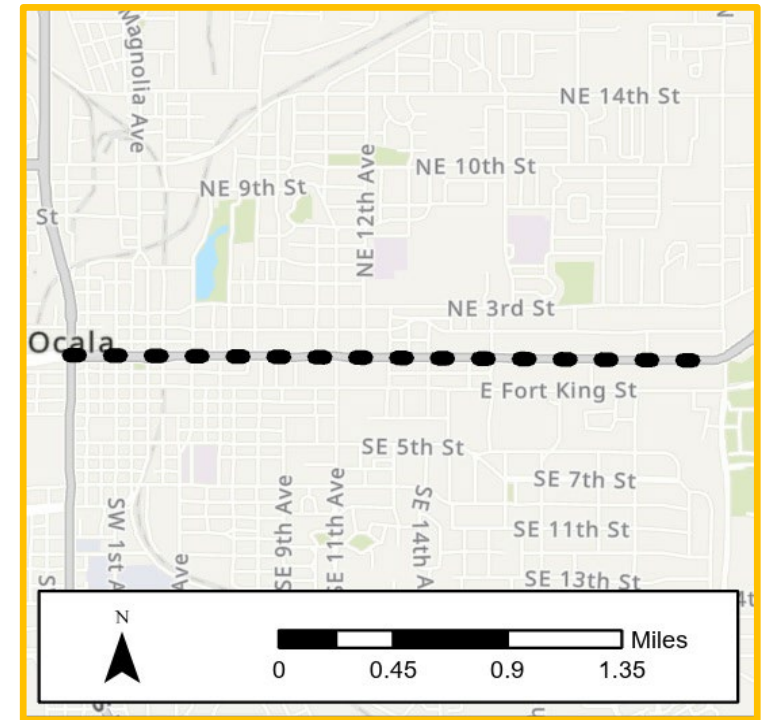 Magnolia Ave
NE 14th St
NE 10th St
NE 12th Ave
NE 9th St
St
NE 3rd St
Ocala
E Fort King St
SE 5th St
SE 7th St
SE 9th Ave
SE 11th Ave
SE 14th A
SW 1st A
SE 11th St
Ave
SE 13th St
S
4t
N
Miles
0 0.45 0.9 1.35